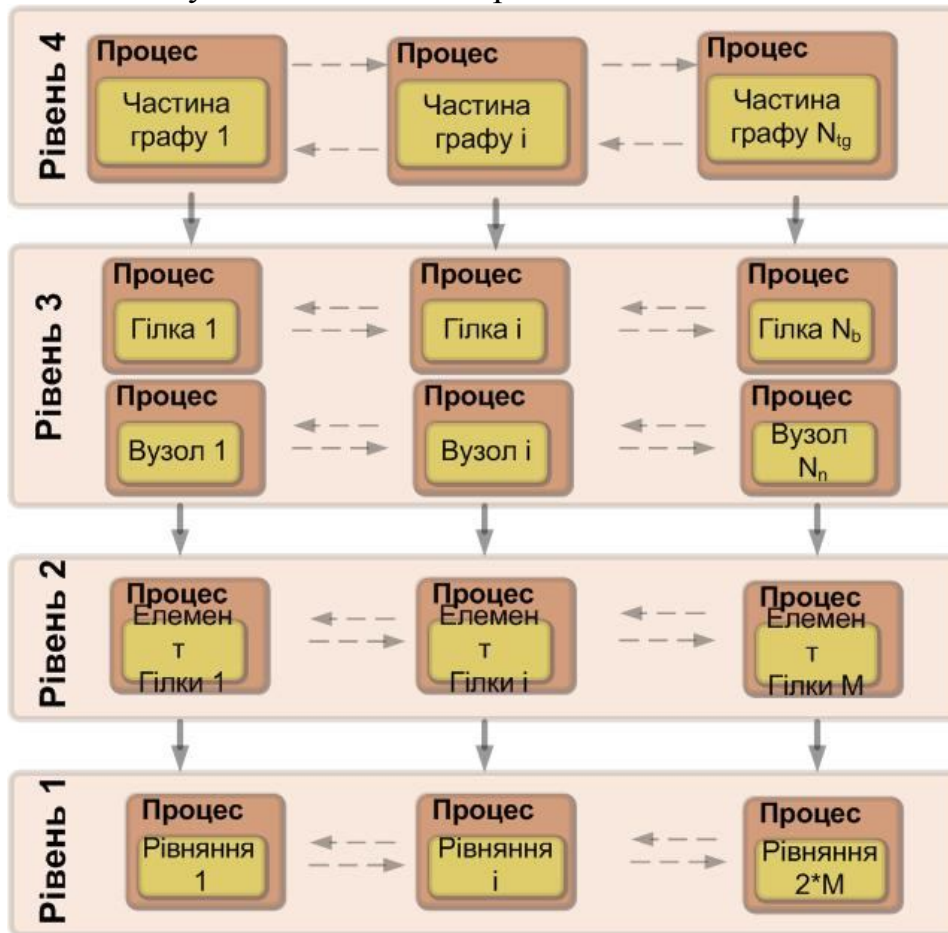 Рівень 4
Процес
Частина
графу 1
Процес
Частина
графу i
Процес
Частина
графу Ntg
Рівень 3
Процес
Гілка 1
Процес
Гілка i
Процес
Гілка Nb
Процес
Вузол 1
Процес
Вузол i
Процес
Вузол
Nn
Рівень 2
Процес
Елемен
т
Гілки 1
Процес
Елемен
т
Гілки i
Процес
Елемен
т
Гілки M
Рівень 1
Процес
Рівняння
1
Процес
Рівняння
i
Процес
Рівняння
2*M